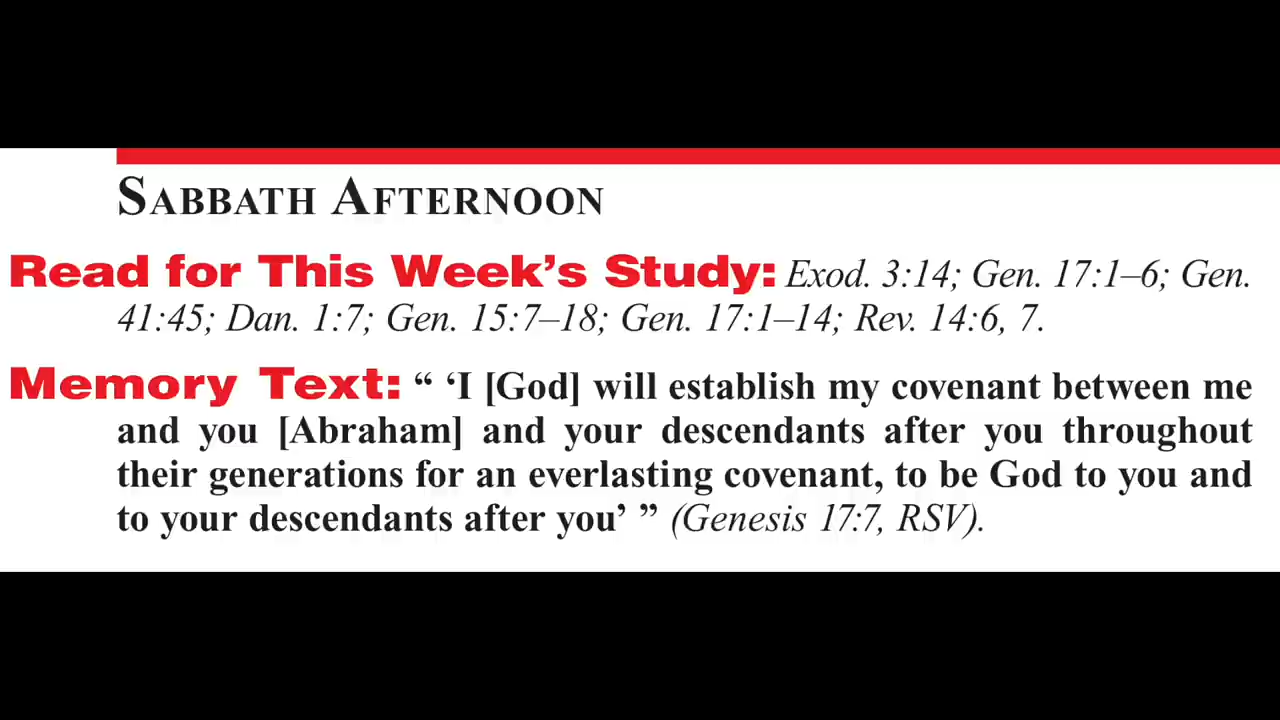 SABBATH AFTERNOON
Read for This Week’s Study: Exod. 3:14; Gen. 17:1–6; Gen.
41:45; Dan. 1:7; Gen. 15:7–18; Gen. 17:1–14; Rev. 14:6, 7.
Memory Text: “ ‘I [God] will establish my covenant between me
and you [Abraham] and your descendants after you throughout
their generations for an everlasting covenant, to be God to you and
to your descendants after you’ ” (Genesis 17:7, RSV).